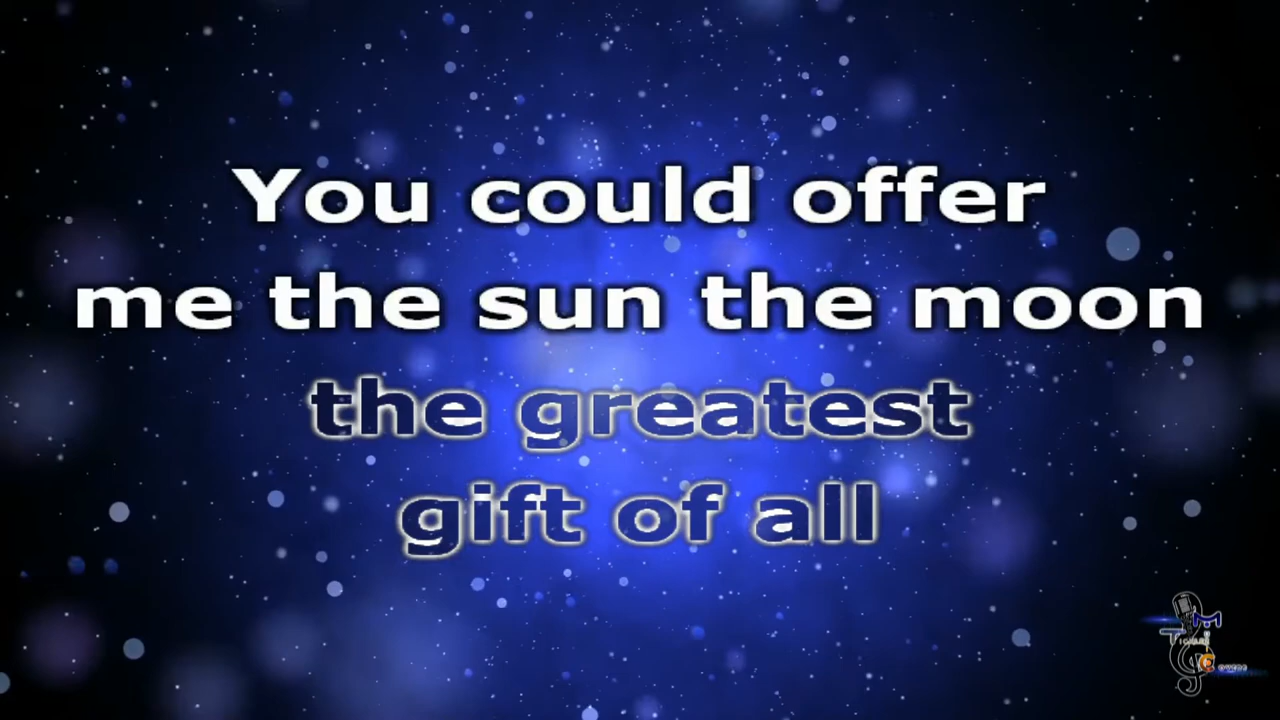 You could offer
me the sun the moon
the greatest
gift of all